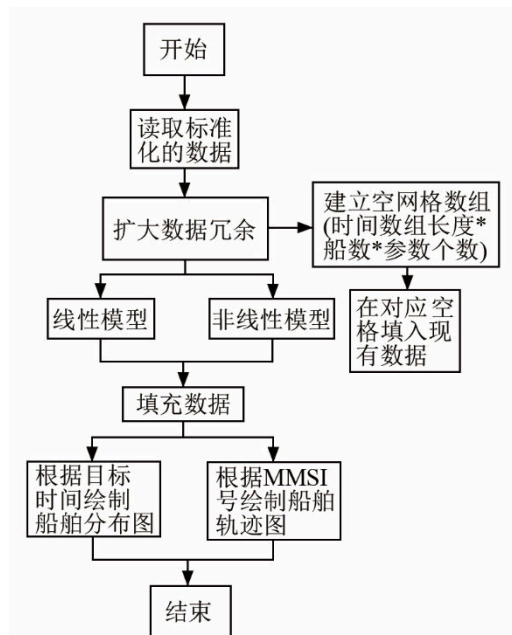 开始
读取标准
化的数据
扩大数据冗余
建立空网格数组
(时间数组长度*
船数*参数个数)
线性模型
非线性模型
在对应空
格填入现
有数据
填充数据
根据目标
时间绘制
船舶分布图
根据MMSI
号绘制船舶
轨迹图
结束